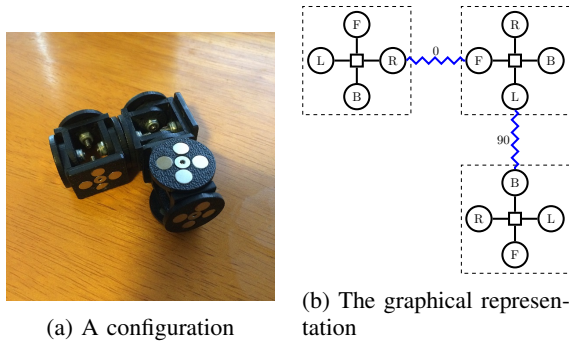 F
L
R
B
0
R
F
B
L
90
B
R
L
F
(a) A configuration
(b) The graphical represen-
tation